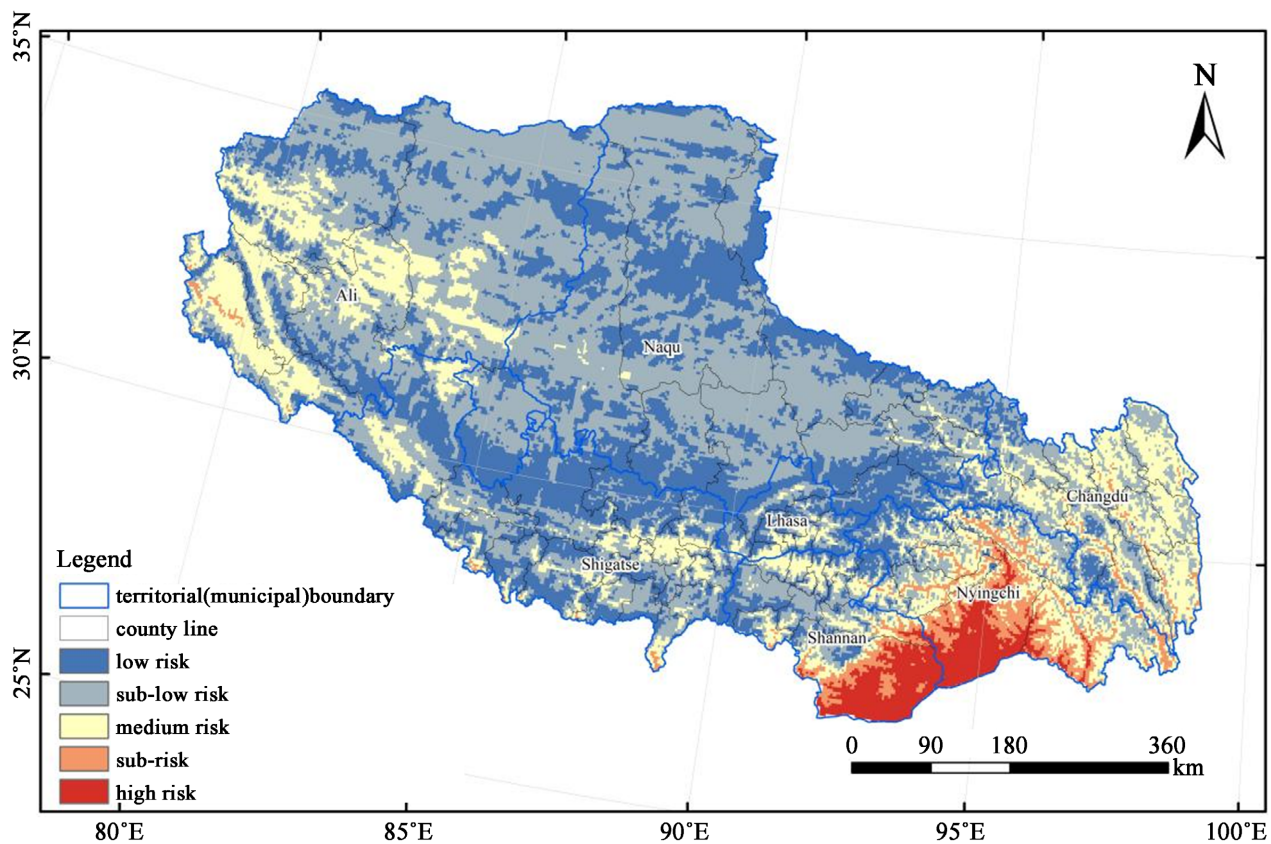 35°N
N
Ali
30°N
Naqu
Changdu
Lhasa
Legend
Shigatse
territorial(municipal)boundary
Nyingchi
county line
Shannan
low risk
25°N
sub-low risk
medium risk
0 90 180 360
sub-risk
km
high risk
80°E 85°E 90°E 95°E 100°E